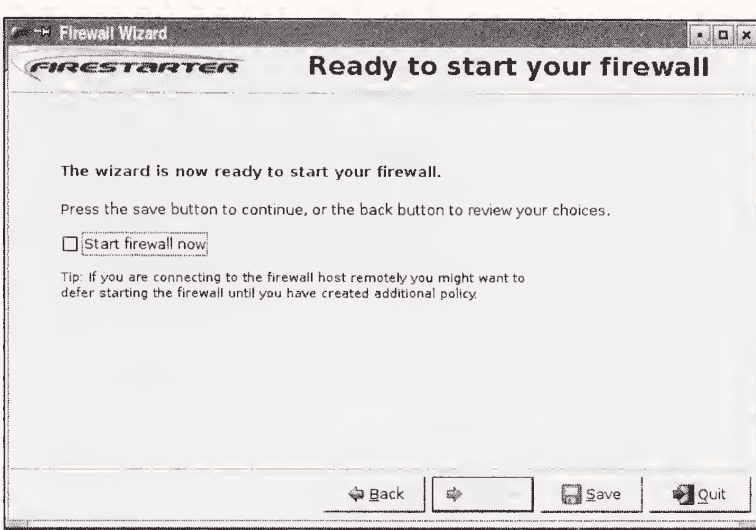 Firewall Wizard
FIRESTARTER
Ready to start your firewall
The wizard is now ready to start your firewall.
Press the save button to continue, or the back button to review your choices.
Start firewall now
Tip: If you are connecting to the firewall host remotely you might want to
defer starting the firewall until you have created additional policy.
Back
Save
Quit